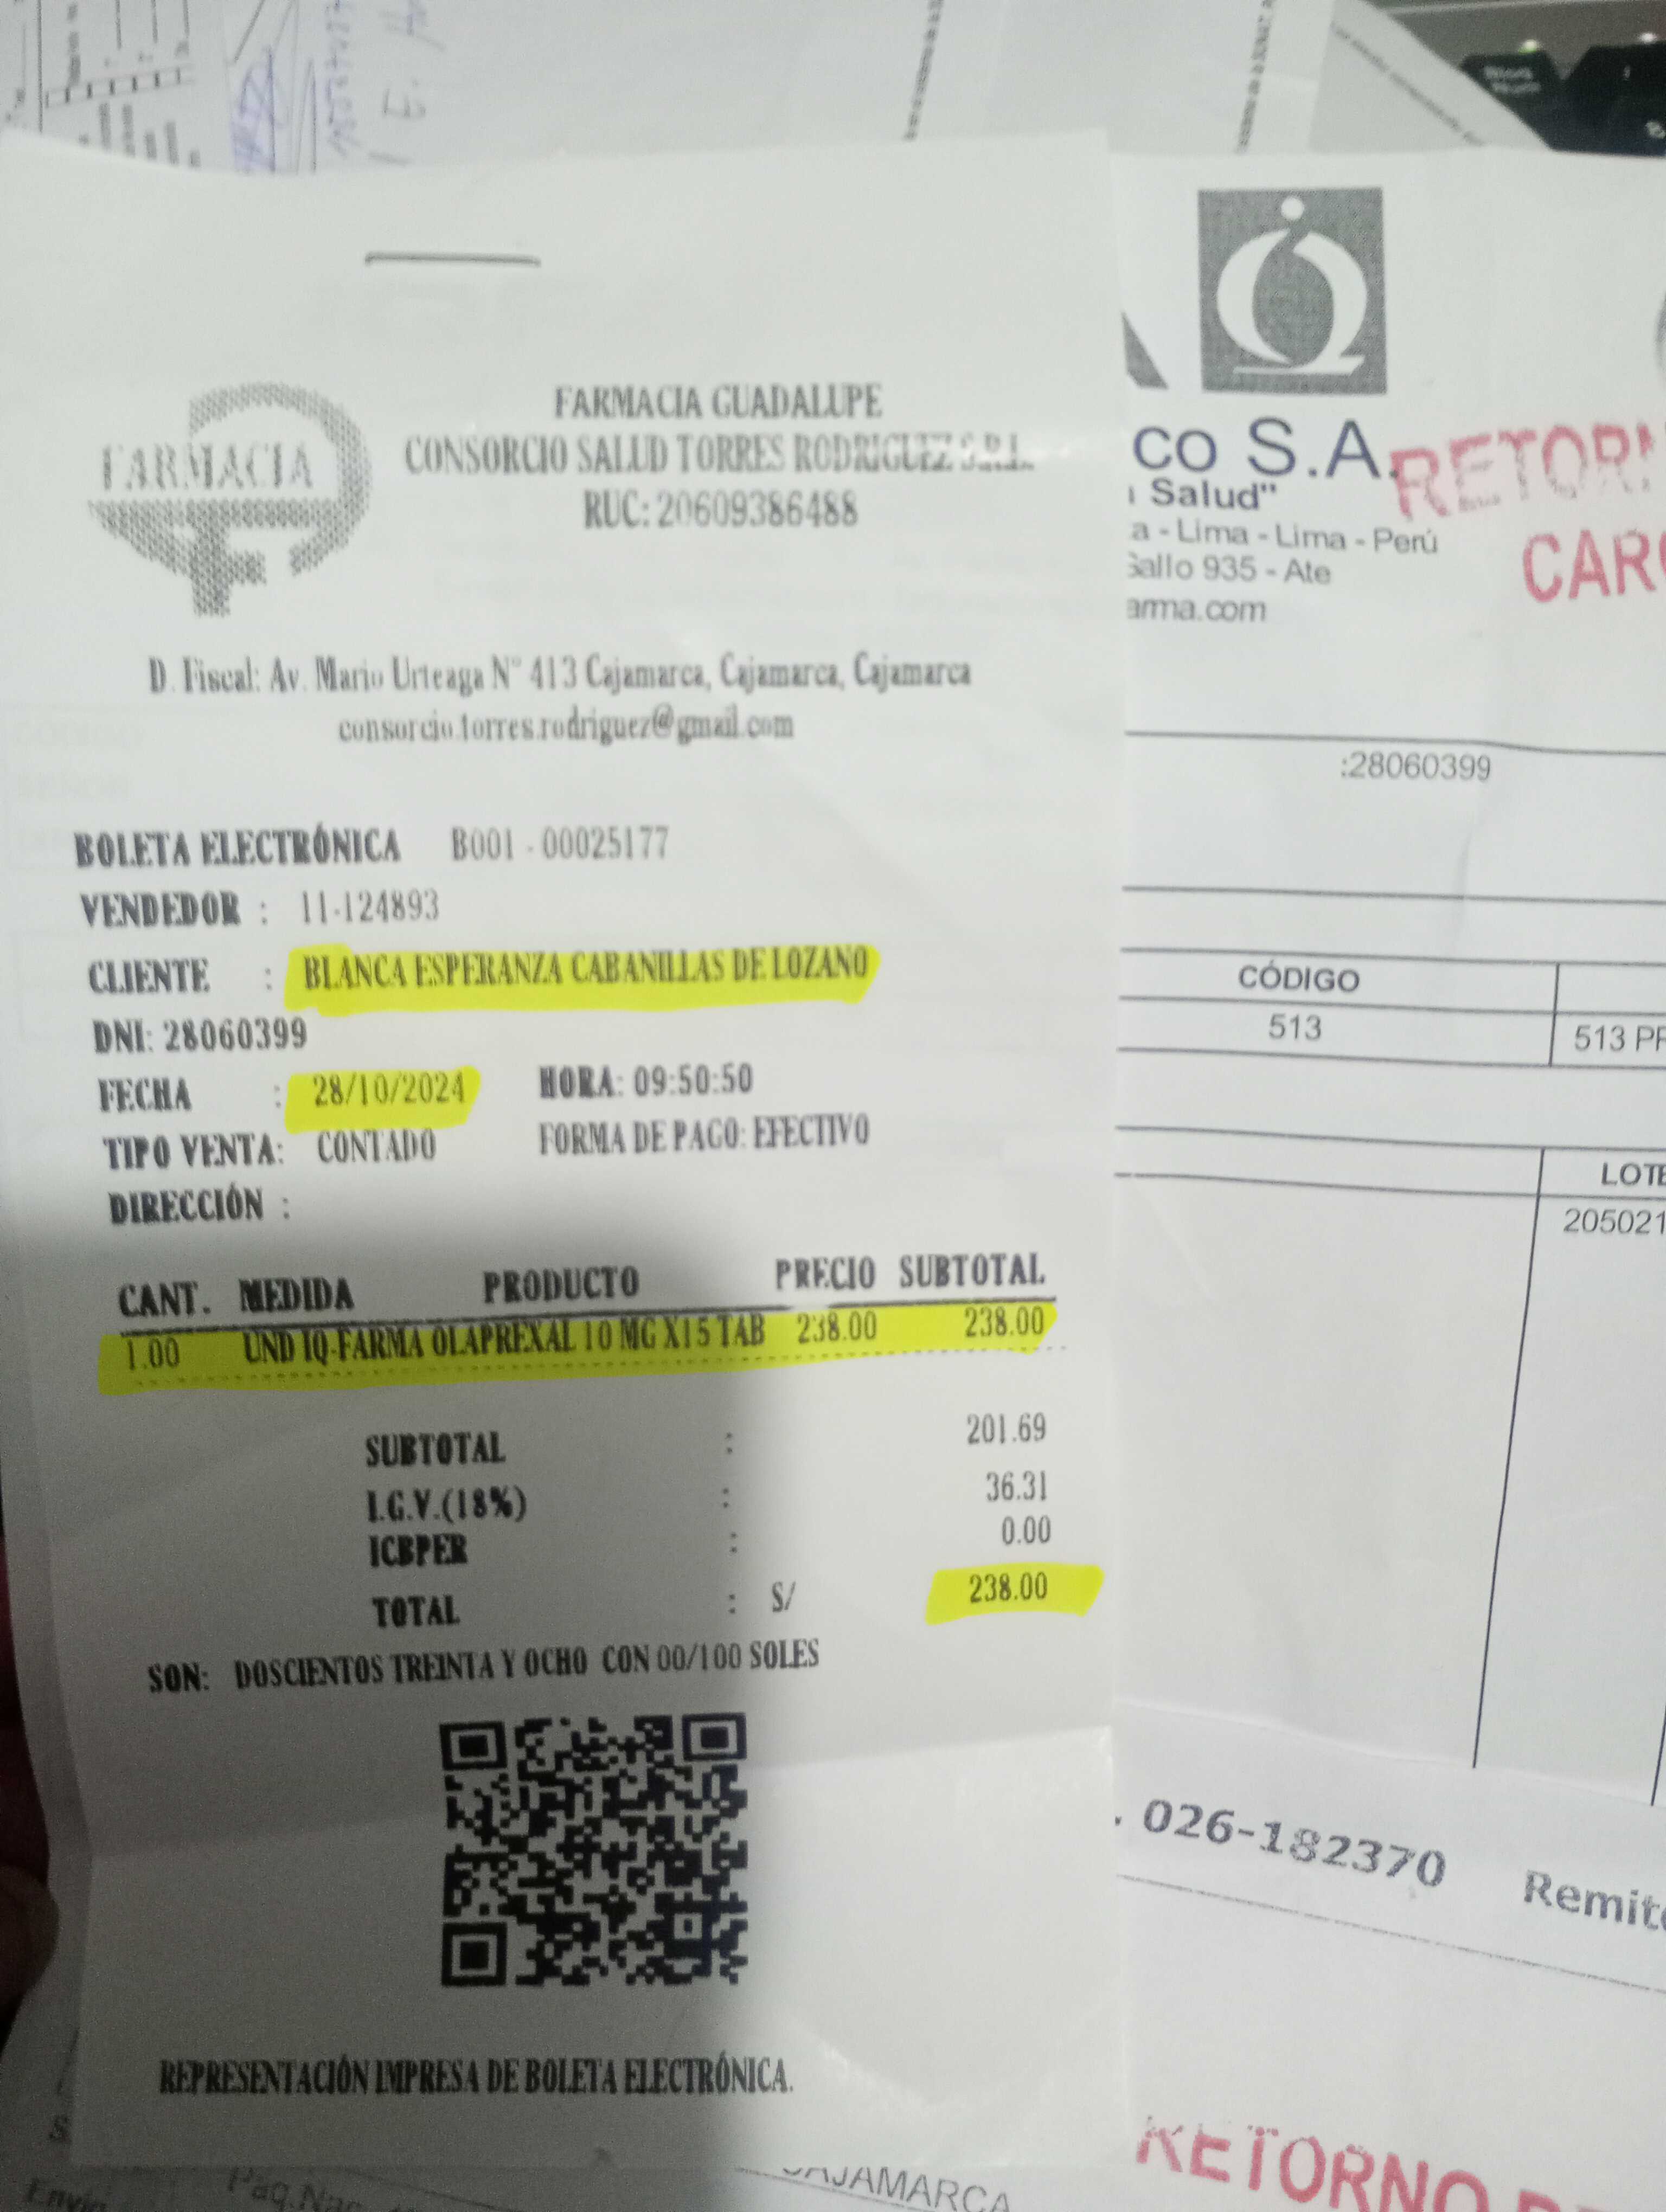 FARMACIA
FARMACIA GUADALUPE
CONSORCIO SALUD TORRES RODRIGUEZ S.R.L.
RUC: 20609386488
D. Fiscal: Av. Mario Urteaga N° 413 Cajamarca, Cajamarca, Cajamarca
consorcio.torres.rodriguez@gmail.com
BOLETA ELECTRÓNICA B001 - 00025177
VENDEDOR : 11-124893
CLIENTE : BLANCA ESPERANZA CABANILLAS DE LOZANO
DNI: 28060399
FECHA : 28/10/2024 HORA: 09:50:50
TIPO VENTA: CONTADO FORMA DE PAGO: EFECTIVO
DIRECCIÓN :
CANT. MEDIDA PRODUCTO PRECIO SUBTOTAL
1.00 UND IQ-FARMA OLAPREXAL 10 MG X15 TAB 238.00 238.00
SUBTOTAL : 201.69
I.G.V.(18%) : 36.31
ICBPER : 0.00
TOTAL : S/ 238.00
SON: DOSCIENTOS TREINTA Y OCHO CON 00/100 SOLES
REPRESENTACIÓN IMPRESA DE BOLETA ELECTRÓNICA.
co S.A.
Salud"
a - Lima - Lima - Perú
Gallo 935 - Ate
arma.com
RETORN
CARG
:28060399
CÓDIGO
513
513 PR
LOTE
205021
. 026-182370 Remite
RETORNO D
CAJAMARCA
Envío
Paq.